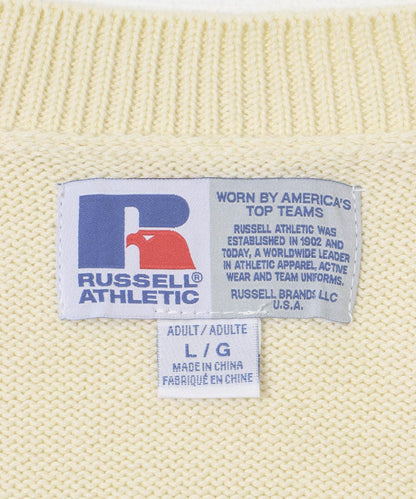 RUSSELL®
ATHLETIC
WORN BY AMERICA'S
TOP TEAMS
RUSSELL ATHLETIC WAS
ESTABLISHED IN 1902 AND
TODAY, A WORLDWIDE LEADER
IN ATHLETIC APPAREL, ACTIVE
WEAR AND TEAM UNIFORMS.
RUSSELL BRANDS LLC
U.S.A.
ADULT/ADULTE
L/G
MADE IN CHINA
FABRIQUÉ EN CHINE